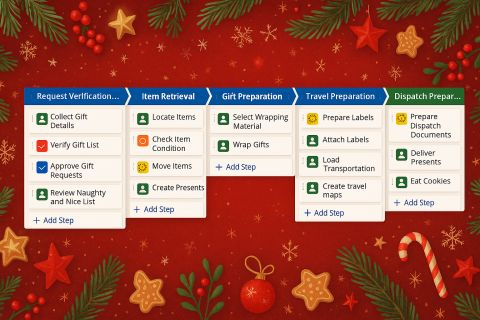 Request Verification...
Collect Gift
Details
Verify Gift List
Approve Gift
Requests
Review Naughty
and Nice List
+ Add Step
Item Retrieval
Locate Items
Check Item
Condition
Move Items
Create Presents
+ Add Step
Gift Preparation
Select Wrapping
Material
Wrap Gifts
+ Add Step
Travel Preparation
Prepare Labels
Attach Labels
Load
Transportation
Create travel
maps
+ Add Step
Dispatch Prepar...
Prepare
Dispatch
Documents
Deliver
Presents
Eat Cookies
+ Add Step